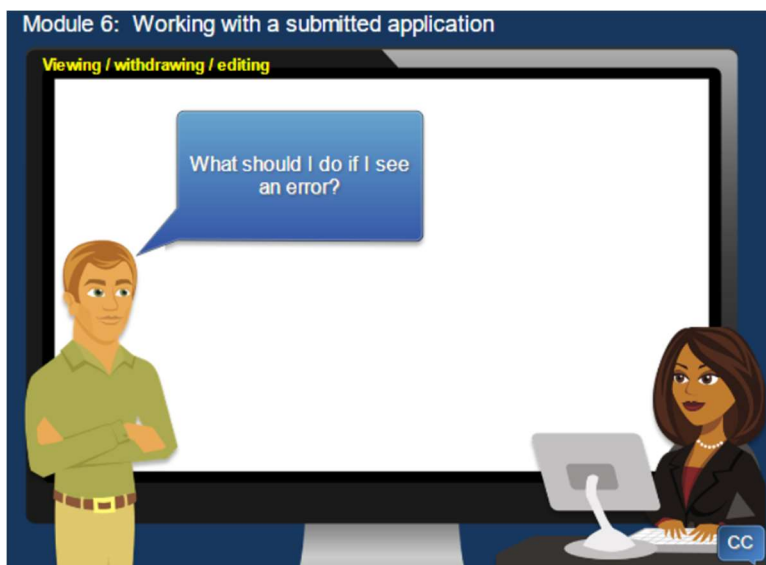 Module 6: Working with a submitted application
Viewing / withdrawing / editing
What should I do if I see
an error?
CC